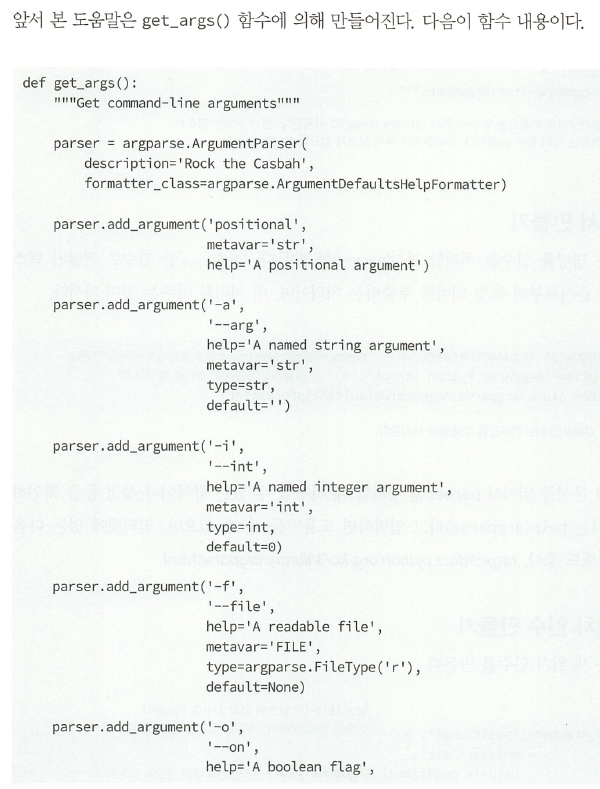 앞서 본 도움말은 get_args() 함수에 의해 만들어진다. 다음이 함수 내용이다.
def get_args():
    """Get command-line arguments"""
    parser = argparse.ArgumentParser(
        description='Rock the Casbah',
        formatter_class=argparse.ArgumentDefaultsHelpFormatter)
    parser.add_argument('positional',
                        metavar='str',
                        help='A positional argument')
    parser.add_argument('-a',
                        '--arg',
                        help='A named string argument',
                        metavar='str',
                        type=str,
                        default='')
    parser.add_argument('-i',
                        '--int',
                        help='A named integer argument',
                        metavar='int',
                        type=int,
                        default=0)
    parser.add_argument('-f',
                        '--file',
                        help='A readable file',
                        metavar='FILE',
                        type=argparse.FileType('r'),
                        default=None)
    parser.add_argument('-o',
                        '--on',
                        help='A boolean flag',